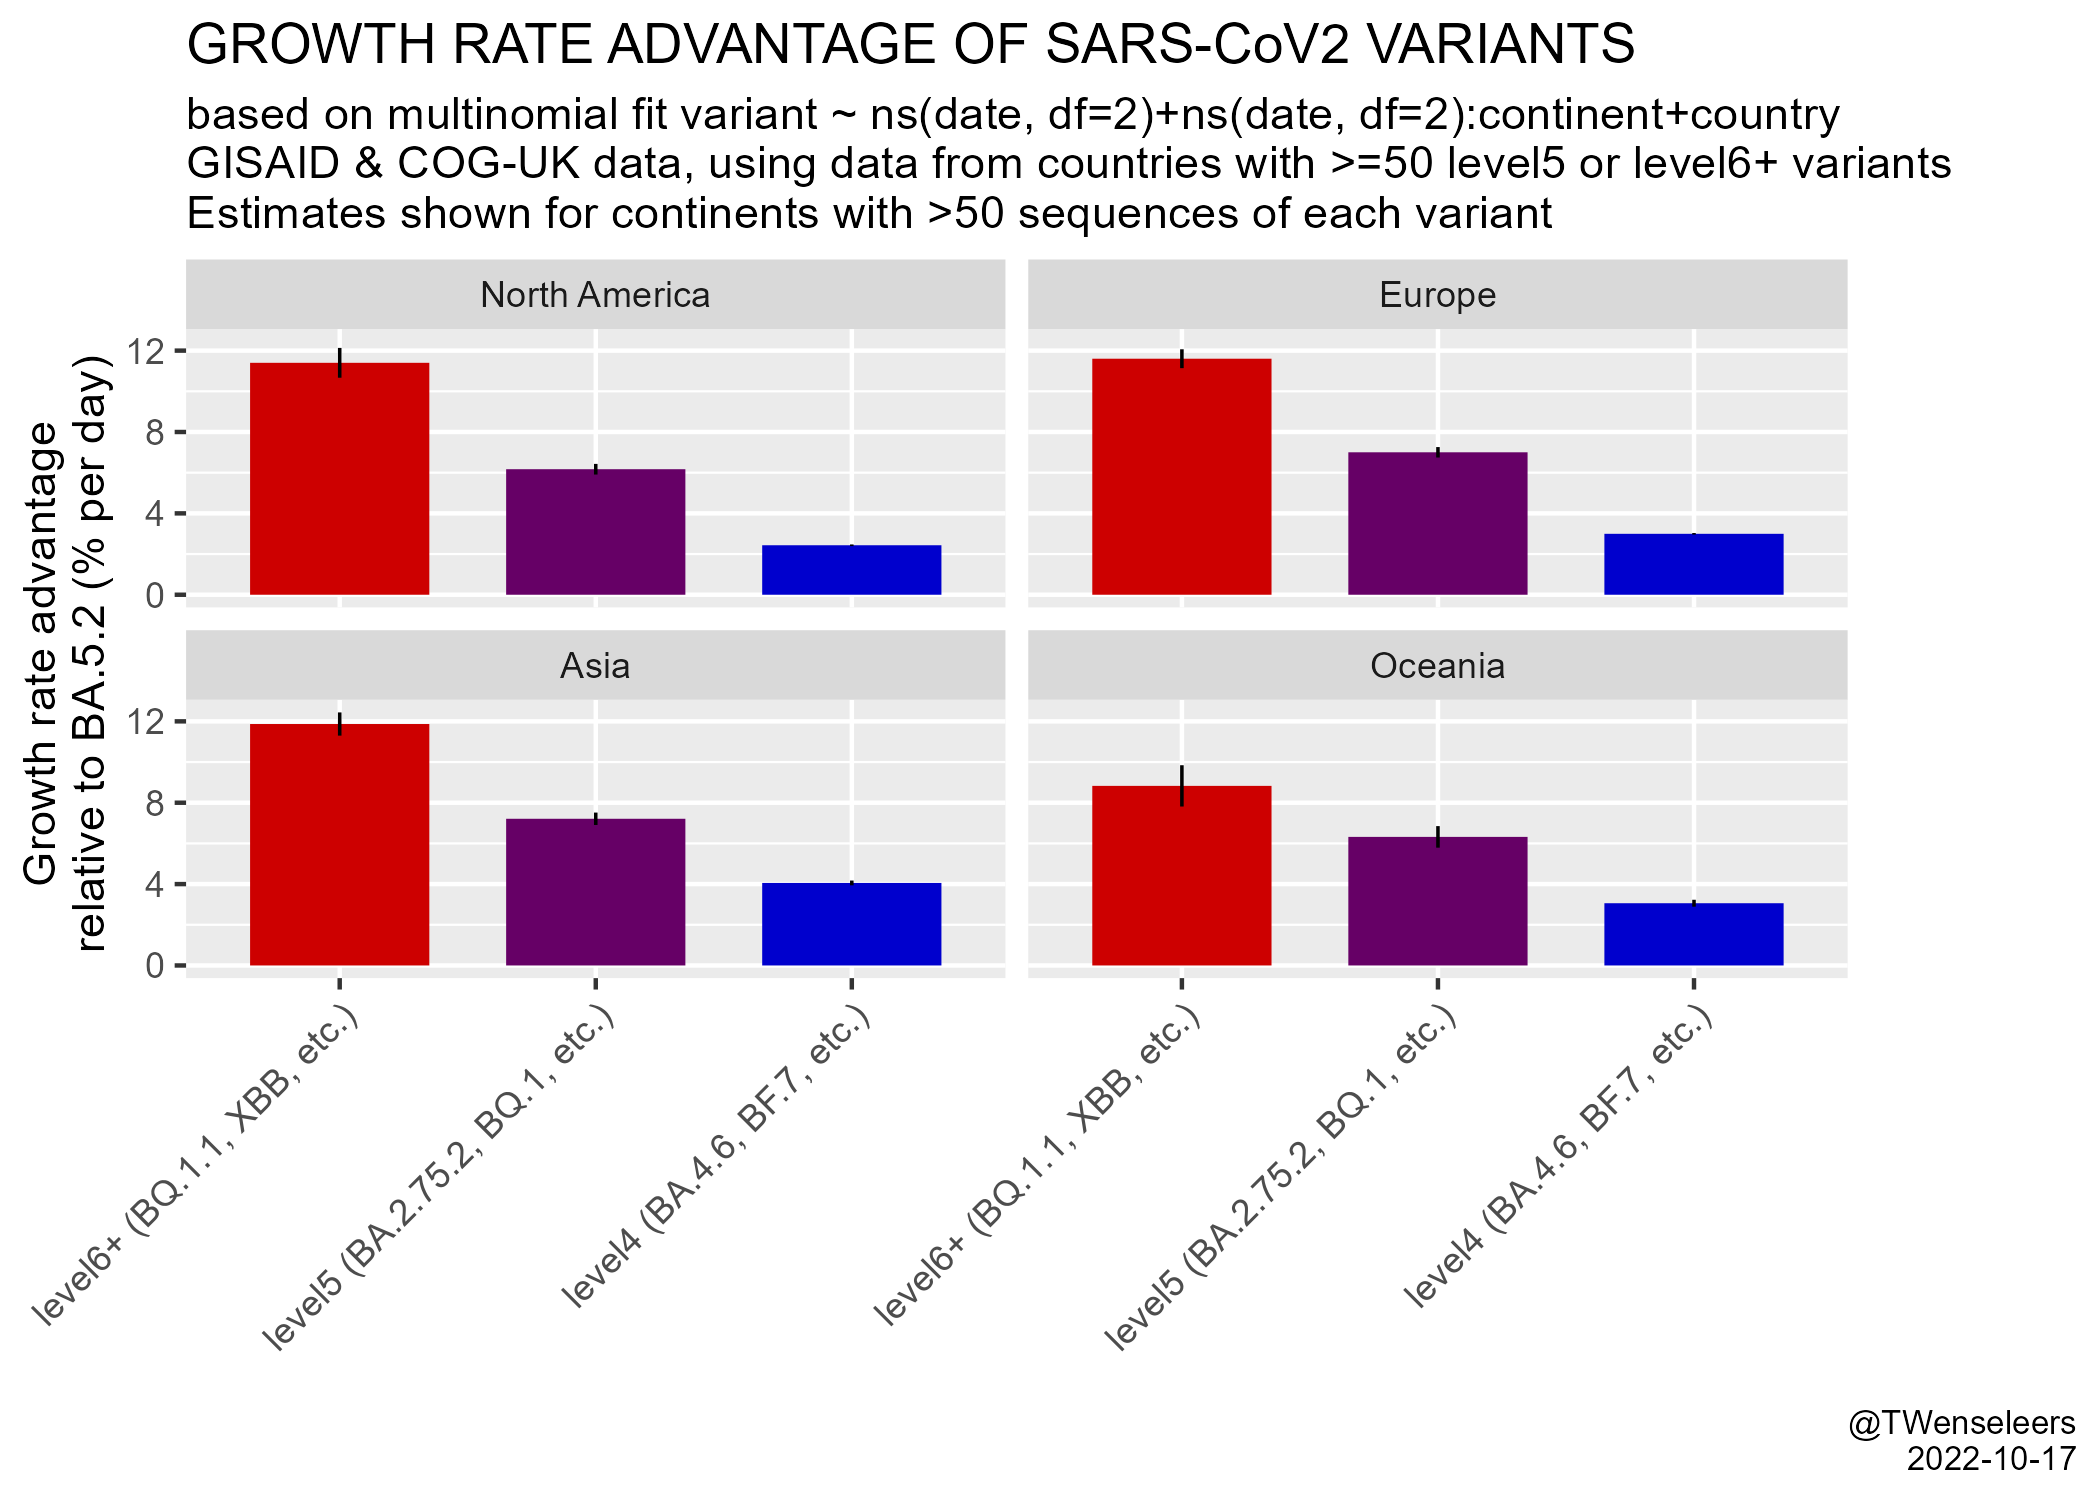 GROWTH RATE ADVANTAGE OF SARS-CoV2 VARIANTS
based on multinomial fit variant ~ ns(date, df=2)+ns(date, df=2):continent+country
GISAID & COG-UK data, using data from countries with >=50 level5 or level6+ variants
Estimates shown for continents with >50 sequences of each variant
North America
Europe
12
8
4
0
Growth rate advantage
relative to BA.5.2 (% per day)
Asia
Oceania
12
8
4
0
level6+ (BQ.1.1, XBB, etc.)
level5 (BA.2.75.2, BQ.1, etc.)
level4 (BA.4.6, BF.7, etc.)
level6+ (BQ.1.1, XBB, etc.)
level5 (BA.2.75.2, BQ.1, etc.)
level4 (BA.4.6, BF.7, etc.)
@TWenseleers
2022-10-17